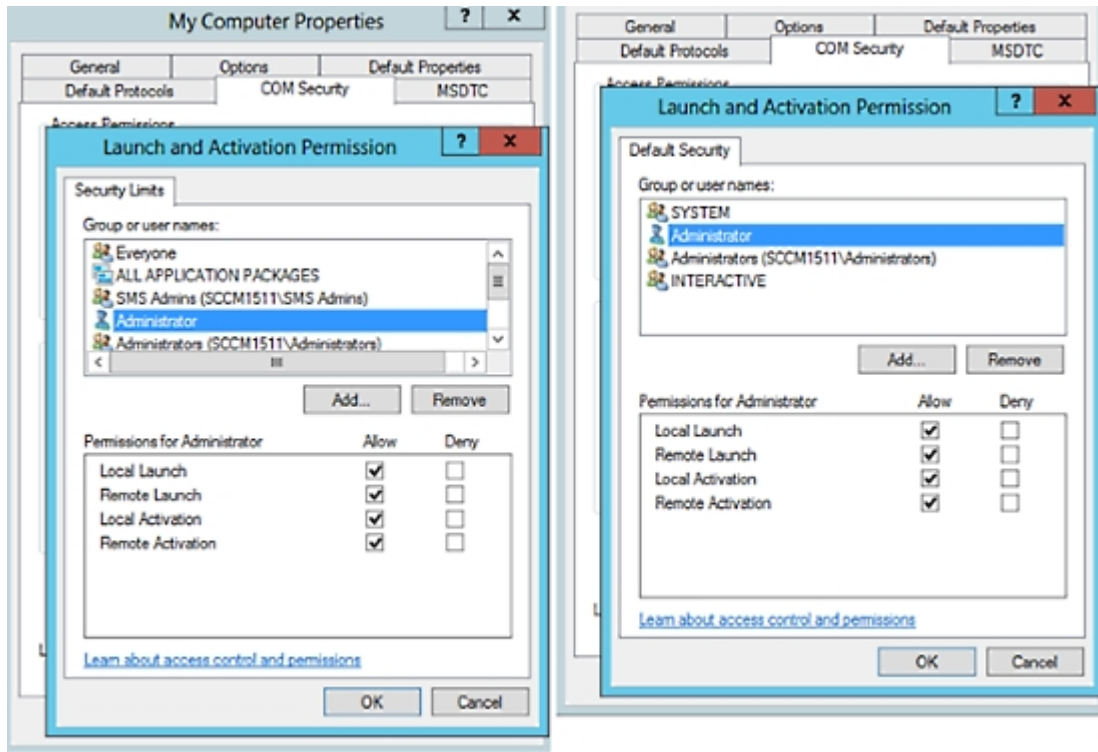 My Computer Properties
? x
General Options Default Properties
Default Protocols COM Security MSDTC
Access Permissions
Launch and Activation Permission
? x
Security Limits
Group or user names:
Everyone
ALL APPLICATION PACKAGES
SMS Admins (SCCM1511\SMS Admins)
Administrator
Administrators (SCCM1511\Administrators)
Add... Remove
Permissions for Administrator Allow Deny
Local Launch
Remote Launch
Local Activation
Remote Activation
Learn about access control and permissions
OK Cancel
General Options Default Properties
Default Protocols COM Security MSDTC
Access Permissions
Launch and Activation Permission
? x
Default Security
Group or user names:
SYSTEM
Administrator
Administrators (SCCM1511\Administrators)
INTERACTIVE
Add... Remove
Permissions for Administrator Allow Deny
Local Launch
Remote Launch
Local Activation
Remote Activation
Learn about access control and permissions
OK Cancel